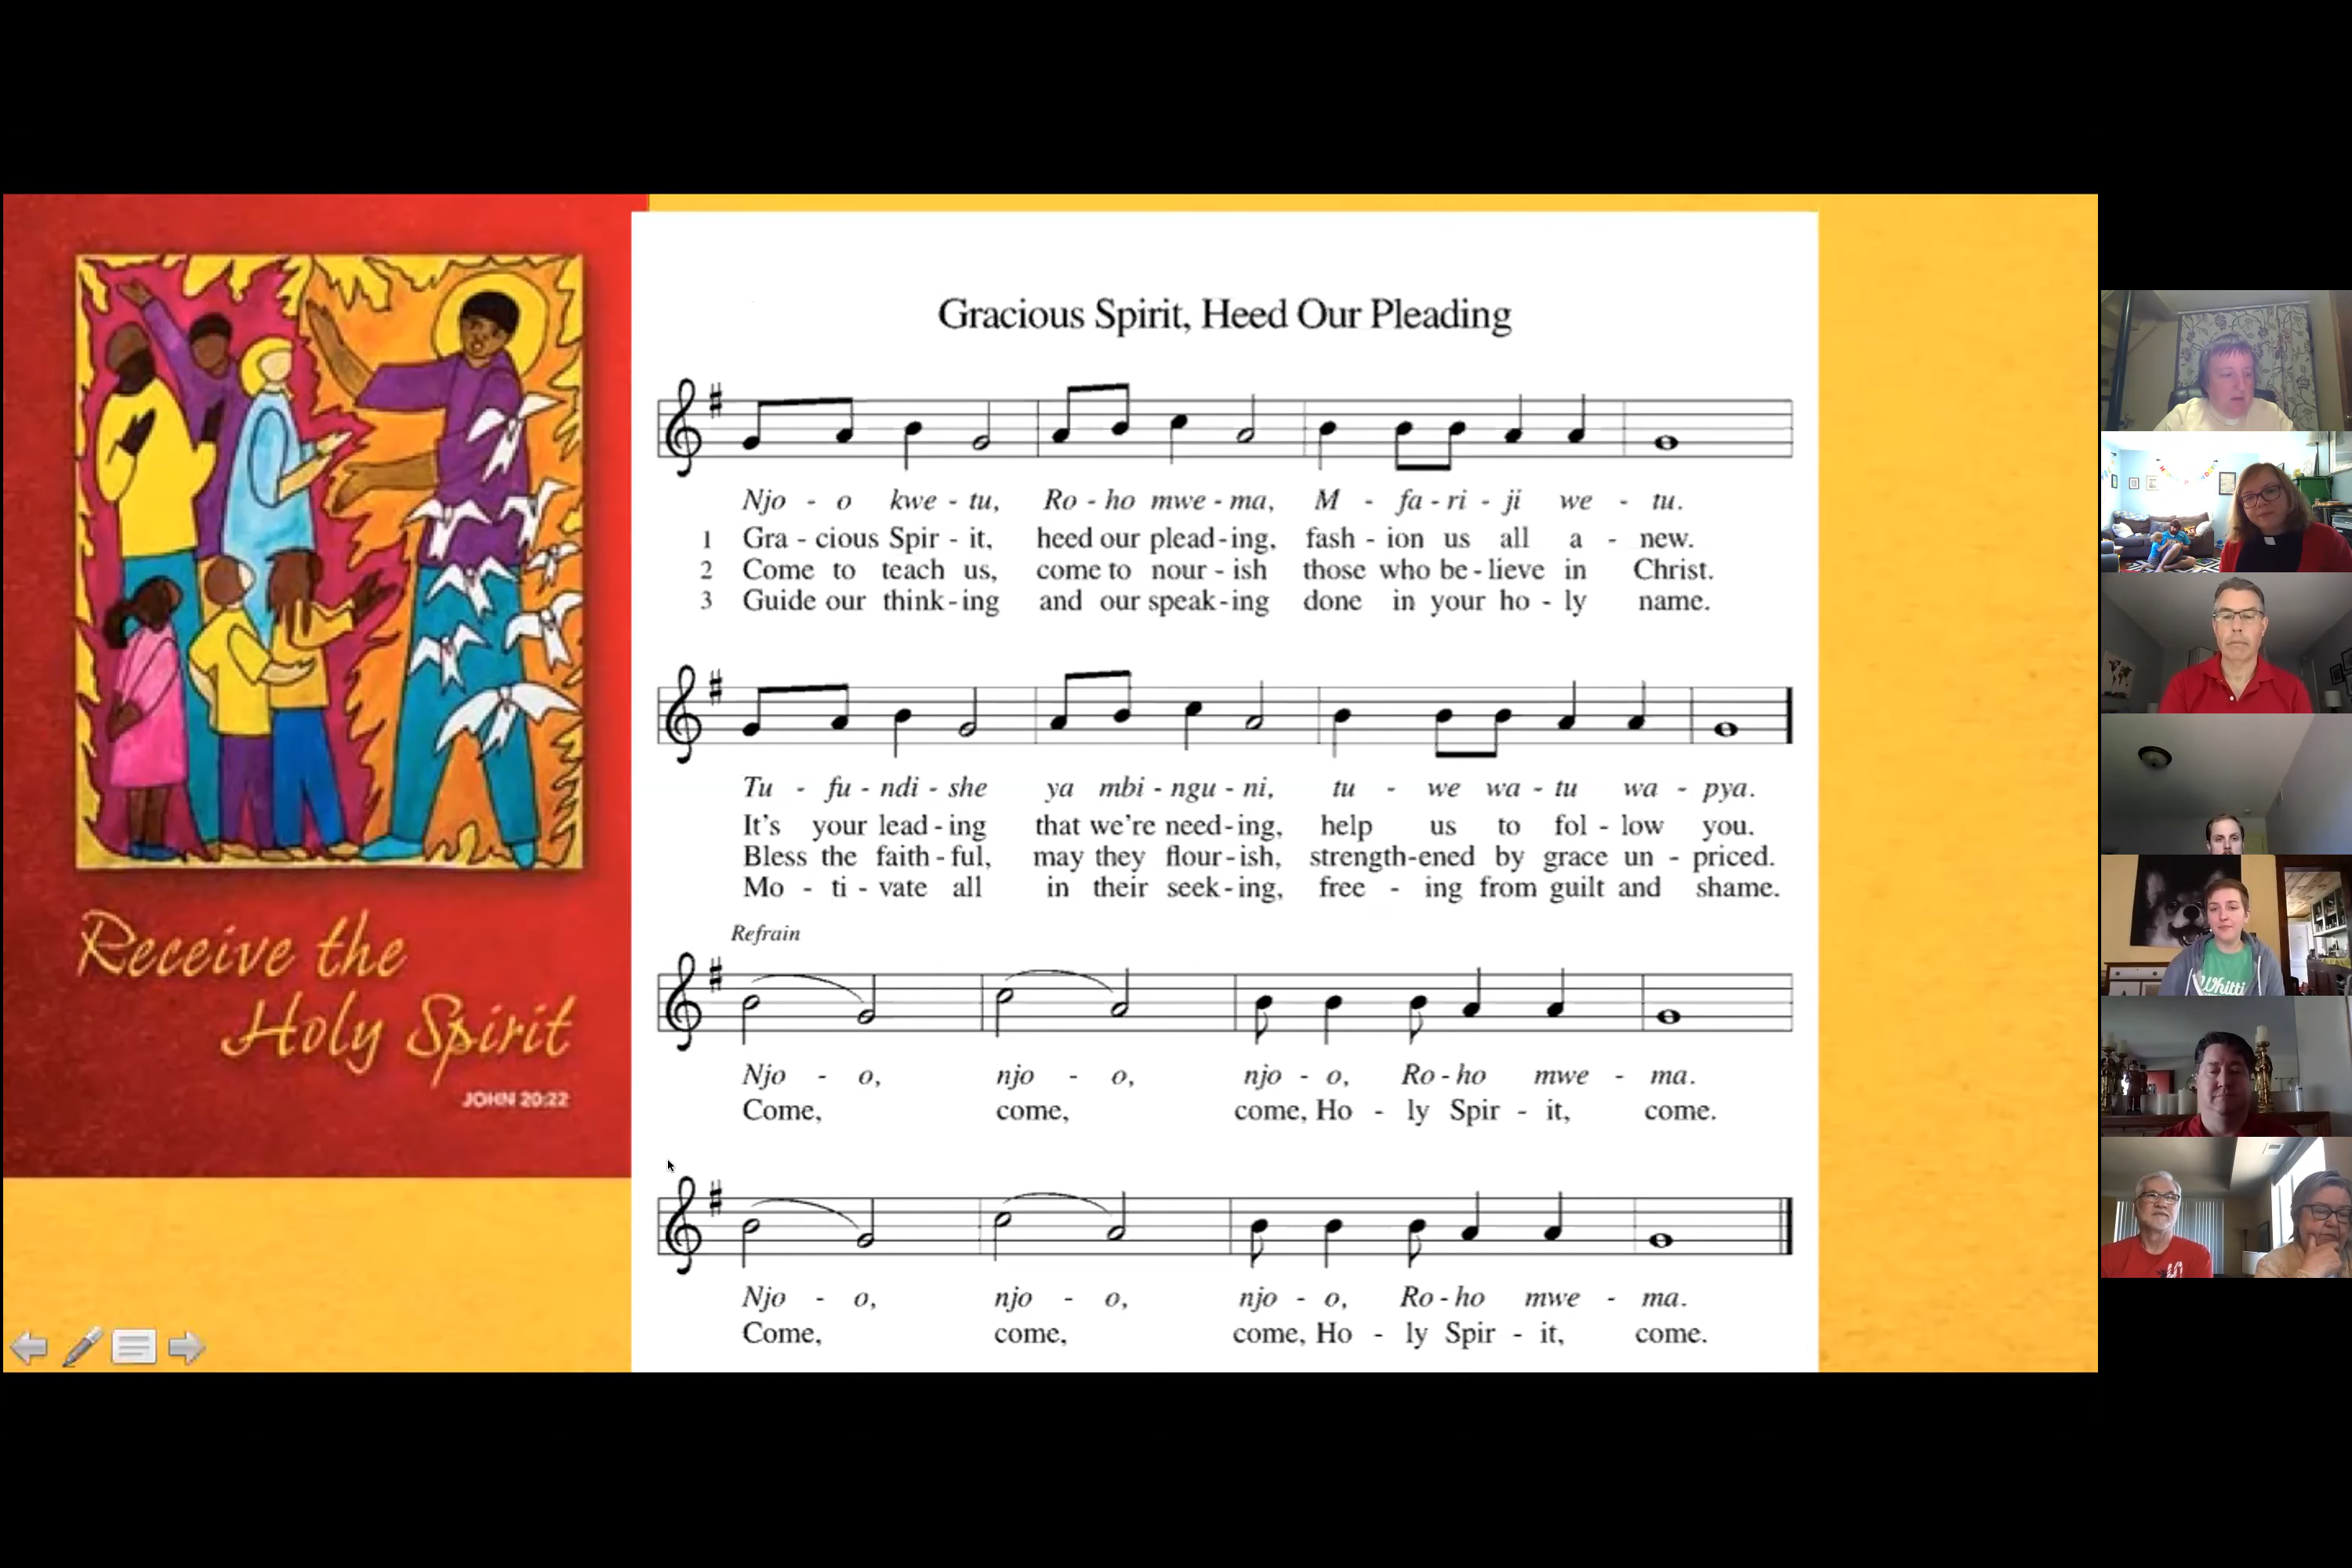 Receive the
Holy Spirit
JOHN 20:22
Gracious Spirit, Heed Our Pleading
Njo - o kwe - tu, Ro - ho mwe - ma, M - fa - ri - ji we - tu.
1 Gra - cious Spir - it, heed our plead - ing, fash - ion us all a - new.
2 Come to teach us, come to nour - ish those who be - lieve in Christ.
3 Guide our think - ing and our speak - ing done in your ho - ly name.
Tu - fu - ndi - she ya mbi - ngu - ni, tu - we wa - tu wa - pya.
It's your lead - ing that we're need - ing, help us to fol - low you.
Bless the faith - ful, may they flour - ish, strength - ened by grace un - priced.
Mo - ti - vate all in their seek - ing, free - ing from guilt and shame.
Refrain
Njo - o, njo - o, njo - o, Ro - ho mwe - ma.
Come, come, come, Ho - ly Spir - it, come.
Njo - o, njo - o, njo - o, Ro - ho mwe - ma.
Come, come, come, Ho - ly Spir - it, come.
Whitti